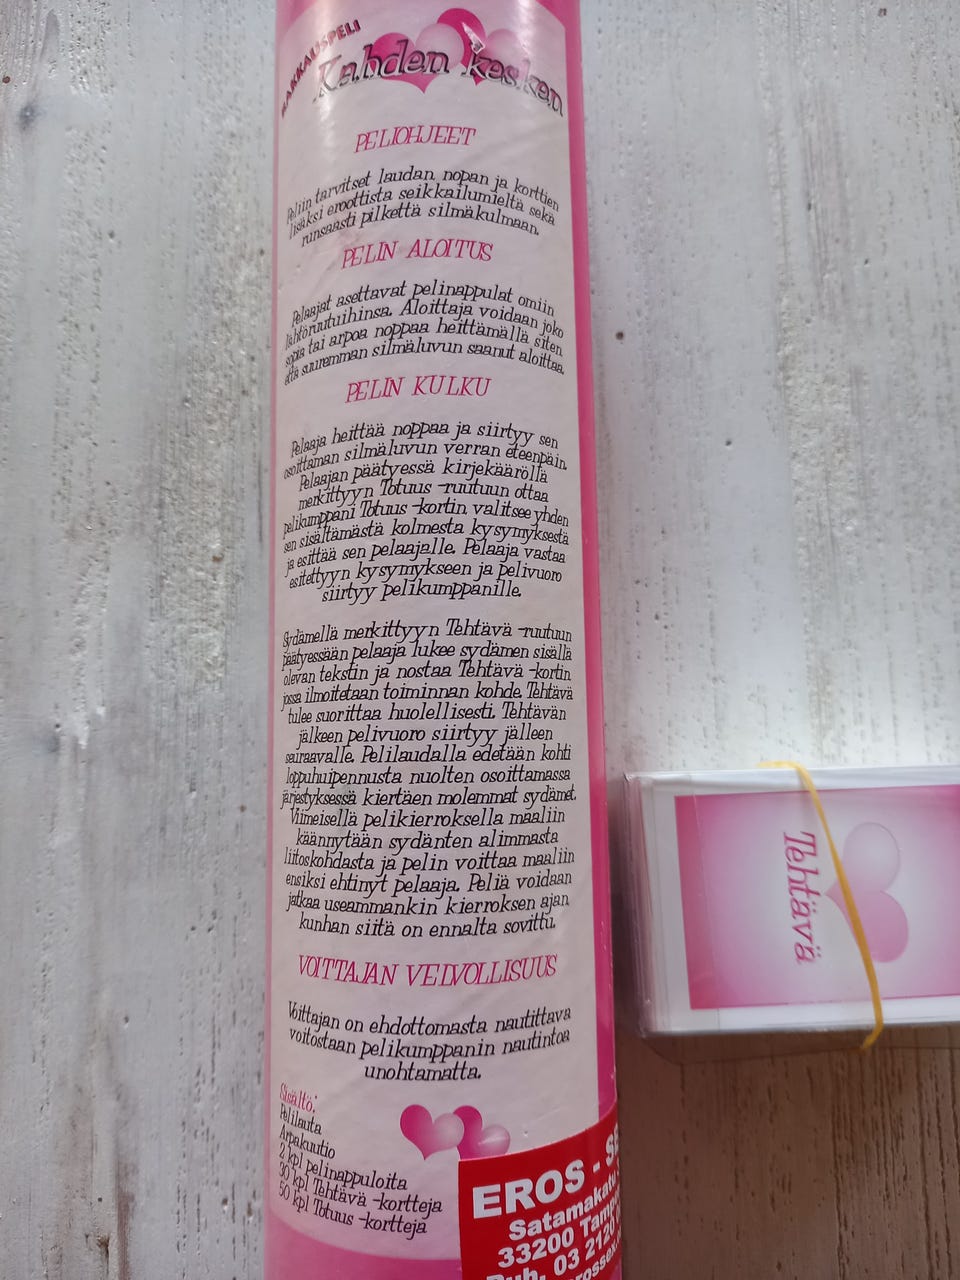 RAKKAUSPELI
Kahden kesken
PELIOHJEET
Peliin tarvitset laudan, nopan ja korttien
lisäksi eroottista seikkailumieltä sekä
runsaasti pilkettä silmäkulmaan.
PELIN ALOITUS
Pelaajat asettavat pelinappulat omiin
lähtöruutuihinsa. Aloittaja voidaan joko
sopia tai arpoa noppaa heittämällä siten
että suuremman silmäluvun saanut aloittaa.
PELIN KULKU
Pelaaja heittää noppaa ja siirtyy sen
osoittaman silmäluvun verran eteenpäin.
Pelaajan päätyessä kirjekääröllä
merkittyyn Totuus -ruutuun ottaa
pelikumppani Totuus -kortin, valitsee yhden
sen sisältämästä kolmesta kysymyksestä
ja esittää sen pelaajalle. Pelaaja vastaa
esitettyyn kysymykseen ja pelivuoro
siirtyy pelikumppanille.
Sydämellä merkittyyn Tehtävä -ruutuun
päätyessään pelaaja lukee sydämen sisällä
olevan tekstin ja nostaa Tehtävä -kortin,
jossa ilmoitetaan toiminnan kohde. Tehtävä
tulee suorittaa huolellisesti. Tehtävän
jälkeen pelivuoro siirtyy jälleen
seuraavalle. Pelilaudalla edetään kohti
loppuhuipennusta nuolten osoittamassa
järjestyksessä kiertäen molemmat sydämet.
Viimeisellä pelikierroksella maaliin
käännytään sydänten alimmasta
liitoskohdasta ja pelin voittaa maaliin
ensiksi ehtinyt pelaaja. Peliä voidaan
jatkaa useammankin kierroksen ajan,
kunhan siitä on ennalta sovittu.
VOITTAJAN VELVOLLISUUS
Voittajan on ehdottomasta nautittava
voitostaan pelikumppanin nautintoa
unohtamatta.
Sisältö:
Pelilauta
Arpakuutio
2 kpl pelinappuloita
30 kpl Tehtävä -kortteja
50 kpl Totuus -kortteja
EROS - 
Satamakatu
33200 Tamp
Puh. 03 2120
Tehtävä